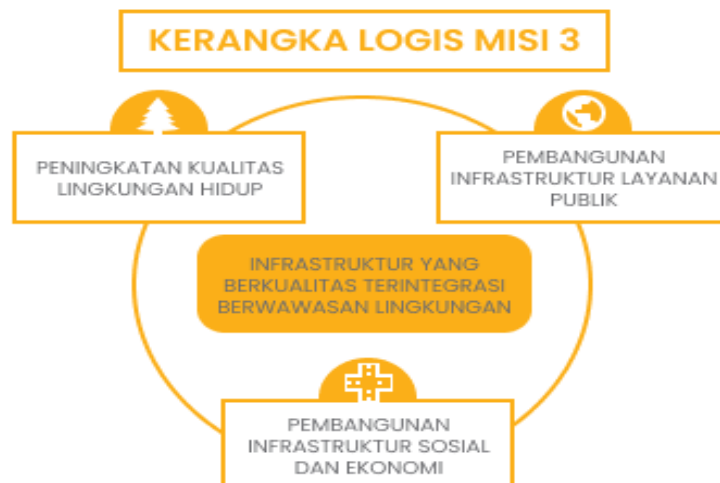 KERANGKA LOGIS MISI 3
PENINGKATAN KUALITAS
LINGKUNGAN HIDUP
PEMBANGUNAN
INFRASTRUKTUR LAYANAN
PUBLIK
INFRASTRUKTUR YANG
BERKUALITAS TERINTEGRASI
BERWAWASAN LINGKUNGAN
PEMBANGUNAN
INFRASTRUKTUR SOSIAL
DAN EKONOMI